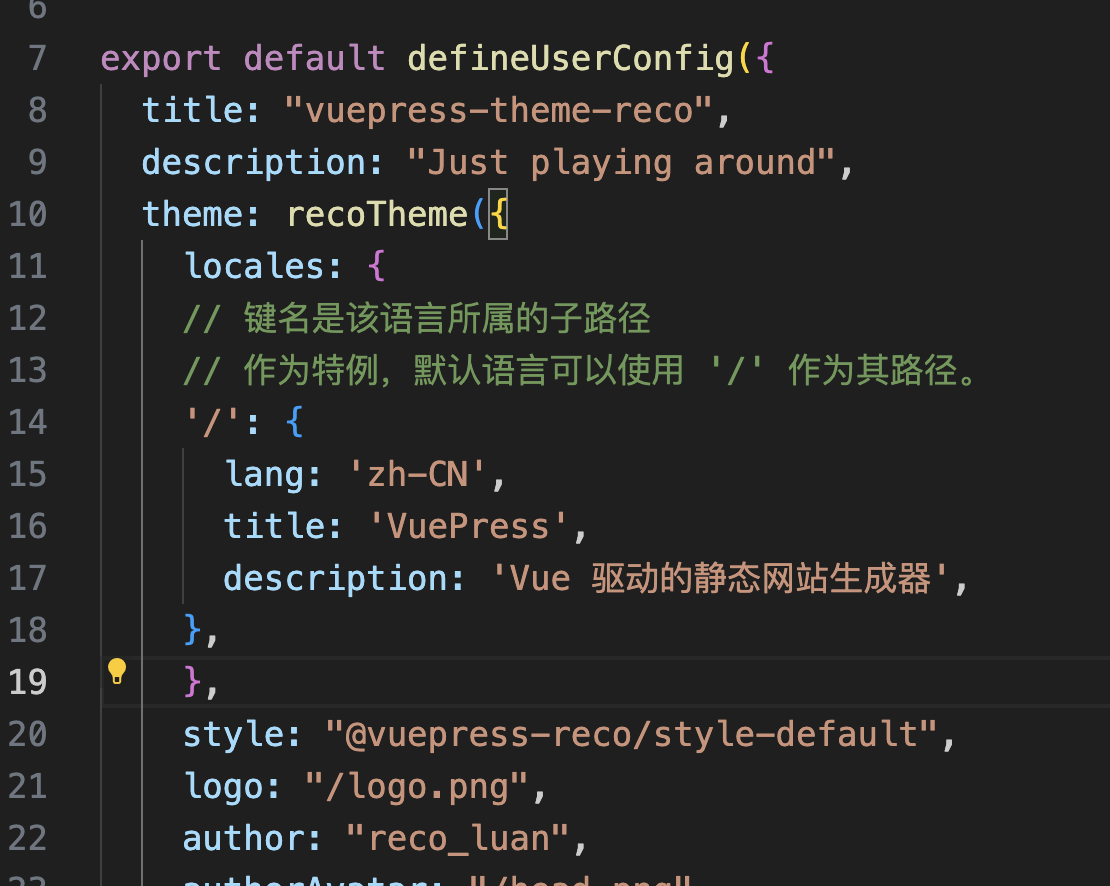 6
7 export default defineUserConfig({
8 title: "vuepress-theme-reco",
9 description: "Just playing around",
10 theme: recoTheme({
11 locales: {
12 // 键名是该语言所属的子路径
13 // 作为特例，默认语言可以使用 '/' 作为其路径。
14 '/': {
15 lang: 'zh-CN',
16 title: 'VuePress',
17 description: 'Vue 驱动的静态网站生成器',
18 },
19 },
20 style: "@vuepress-reco/style-default",
21 logo: "/logo.png",
22 author: "reco_luan",
23 authorAvatar: "/head.png"